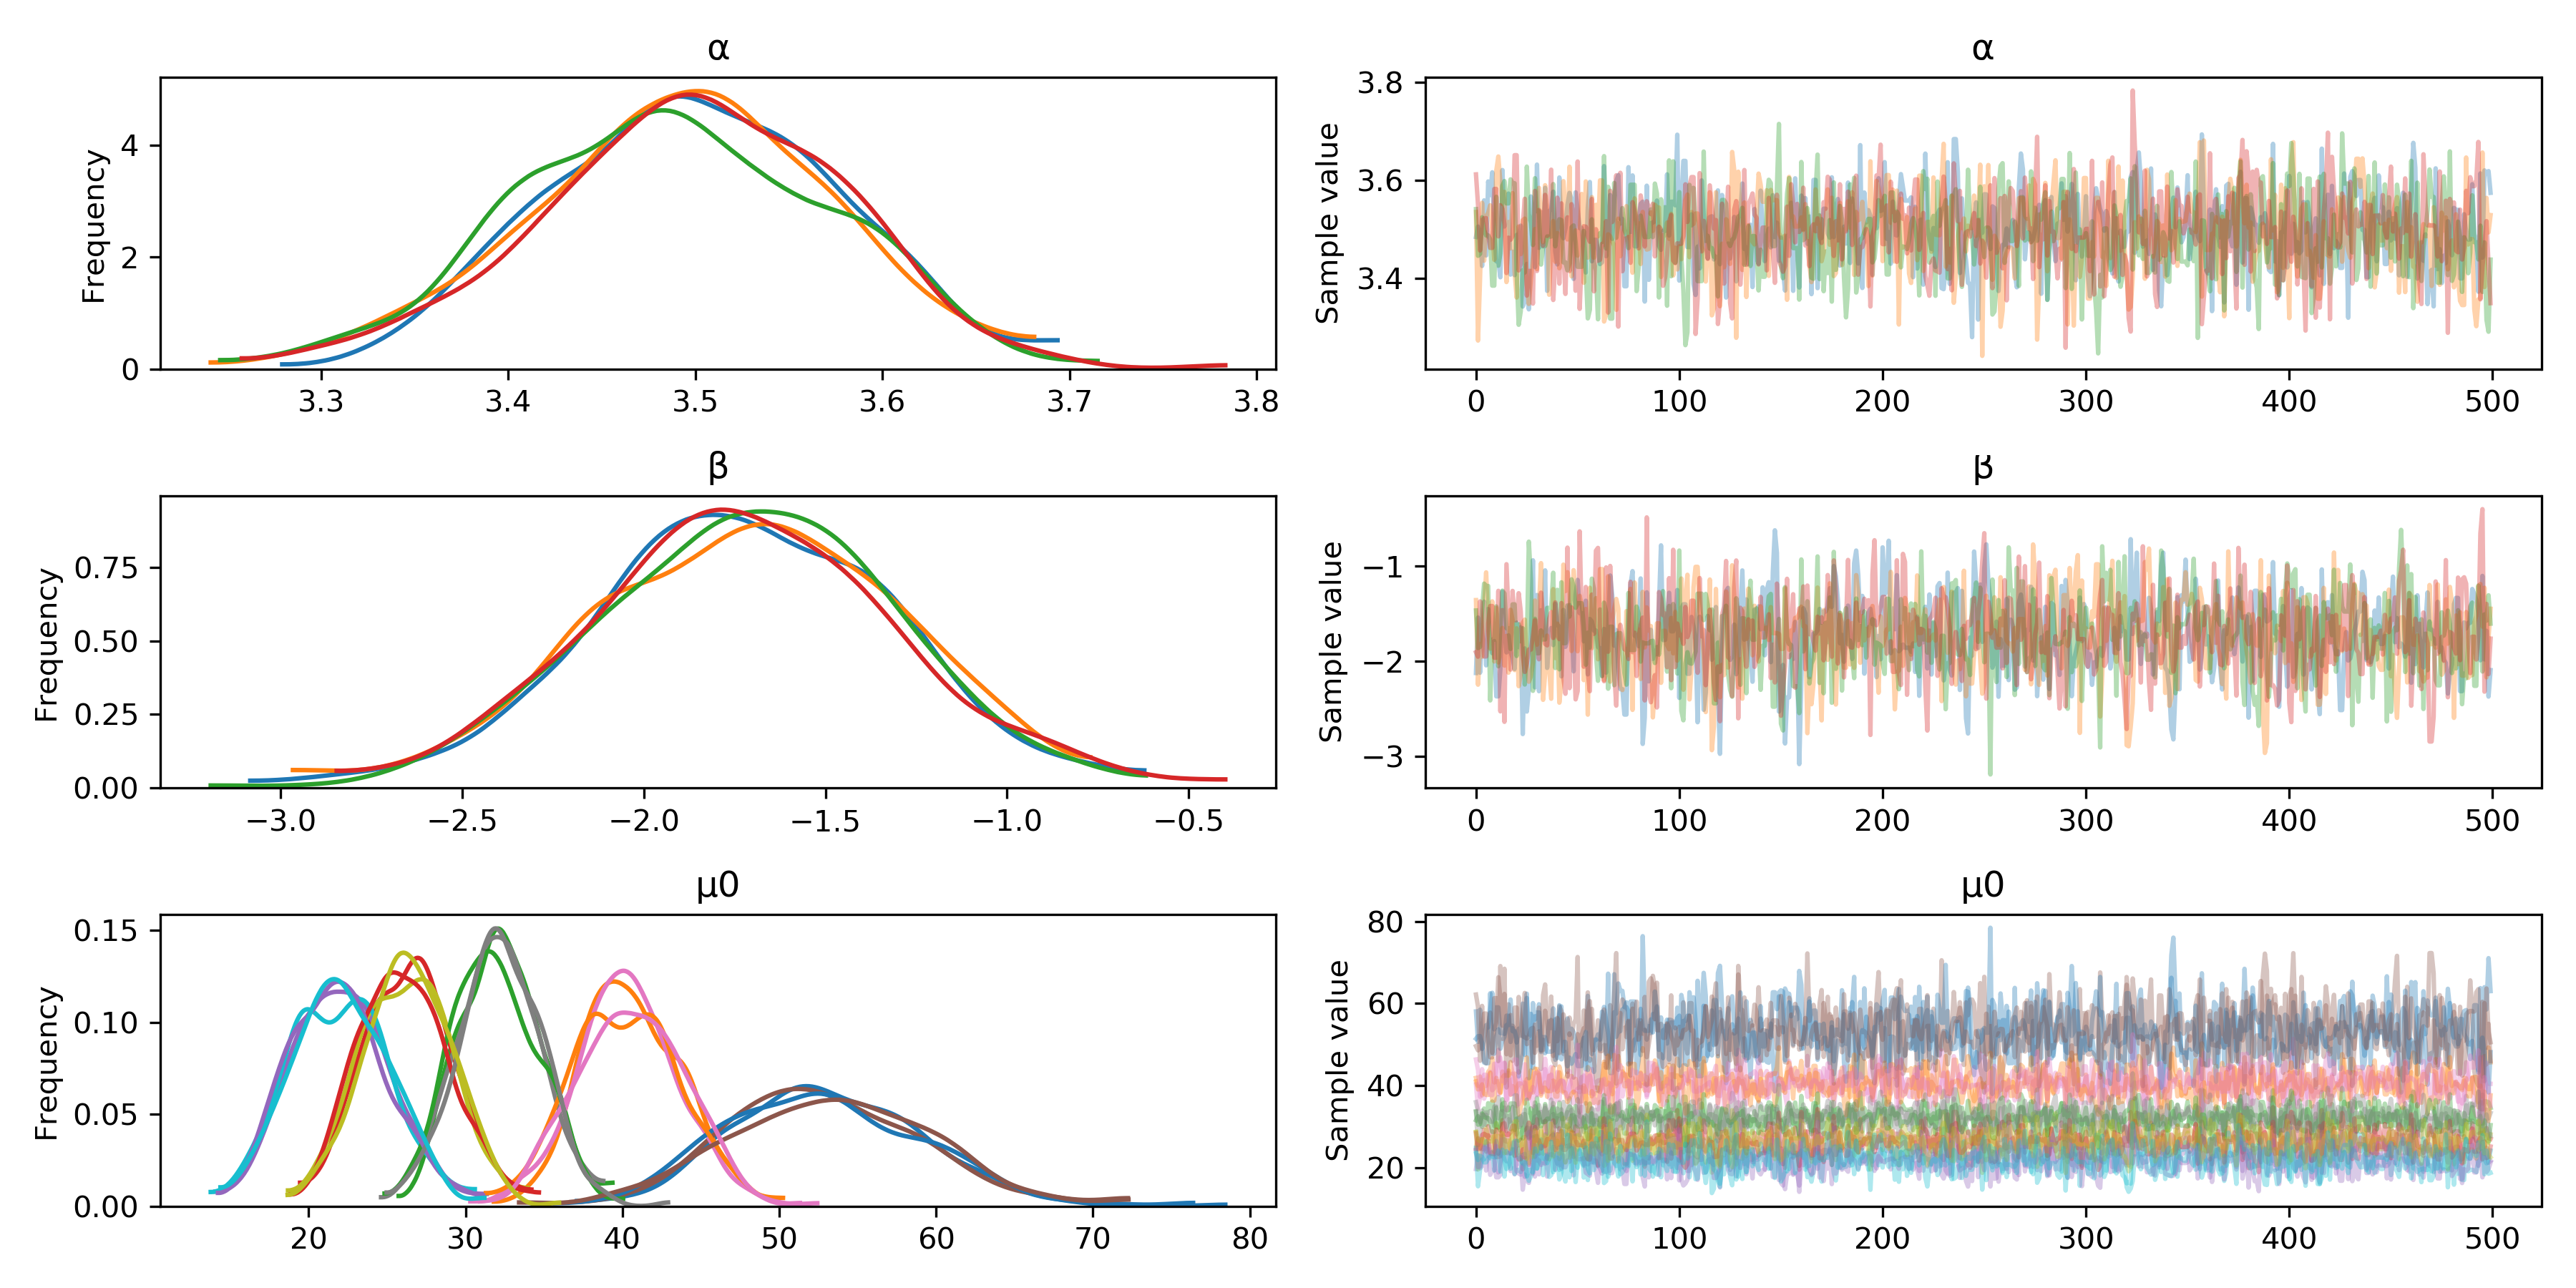 α
Frequency
4
2
0
3.3 3.4 3.5 3.6 3.7 3.8
α
Sample value
3.8
3.6
3.4
0 100 200 300 400 500
β
Frequency
0.75
0.50
0.25
0.00
−3.0 −2.5 −2.0 −1.5 −1.0 −0.5
β
Sample value
−1
−2
−3
0 100 200 300 400 500
μ0
Frequency
0.15
0.10
0.05
0.00
20 30 40 50 60 70 80
μ0
Sample value
80
60
40
20
0 100 200 300 400 500